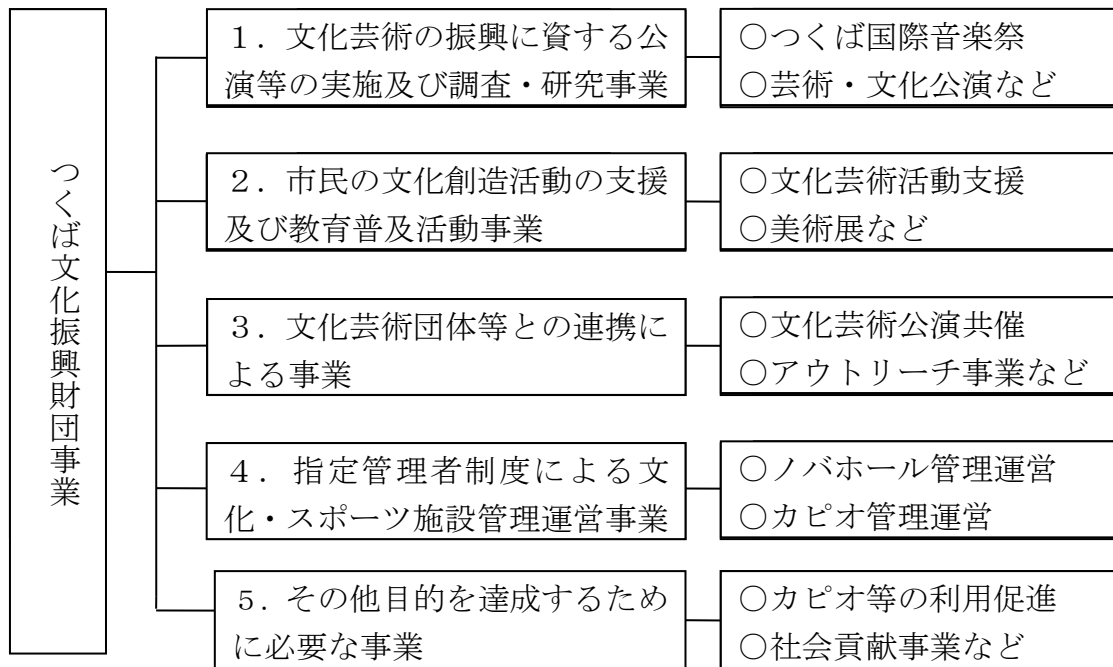 つくば文化振興財団事業
１．文化芸術の振興に資する公
演等の実施及び調査・研究事業
○つくば国際音楽祭
○芸術・文化公演など
２．市民の文化創造活動の支援
及び教育普及活動事業
○文化芸術活動支援
○美術展など
３．文化芸術団体等との連携に
よる事業
○文化芸術公演共催
○アウトリーチ事業など
４．指定管理者制度による文
化・スポーツ施設管理運営事業
○ノバホール管理運営
○カピオ管理運営
５．その他目的を達成するため
に必要な事業
○カピオ等の利用促進
○社会貢献事業など